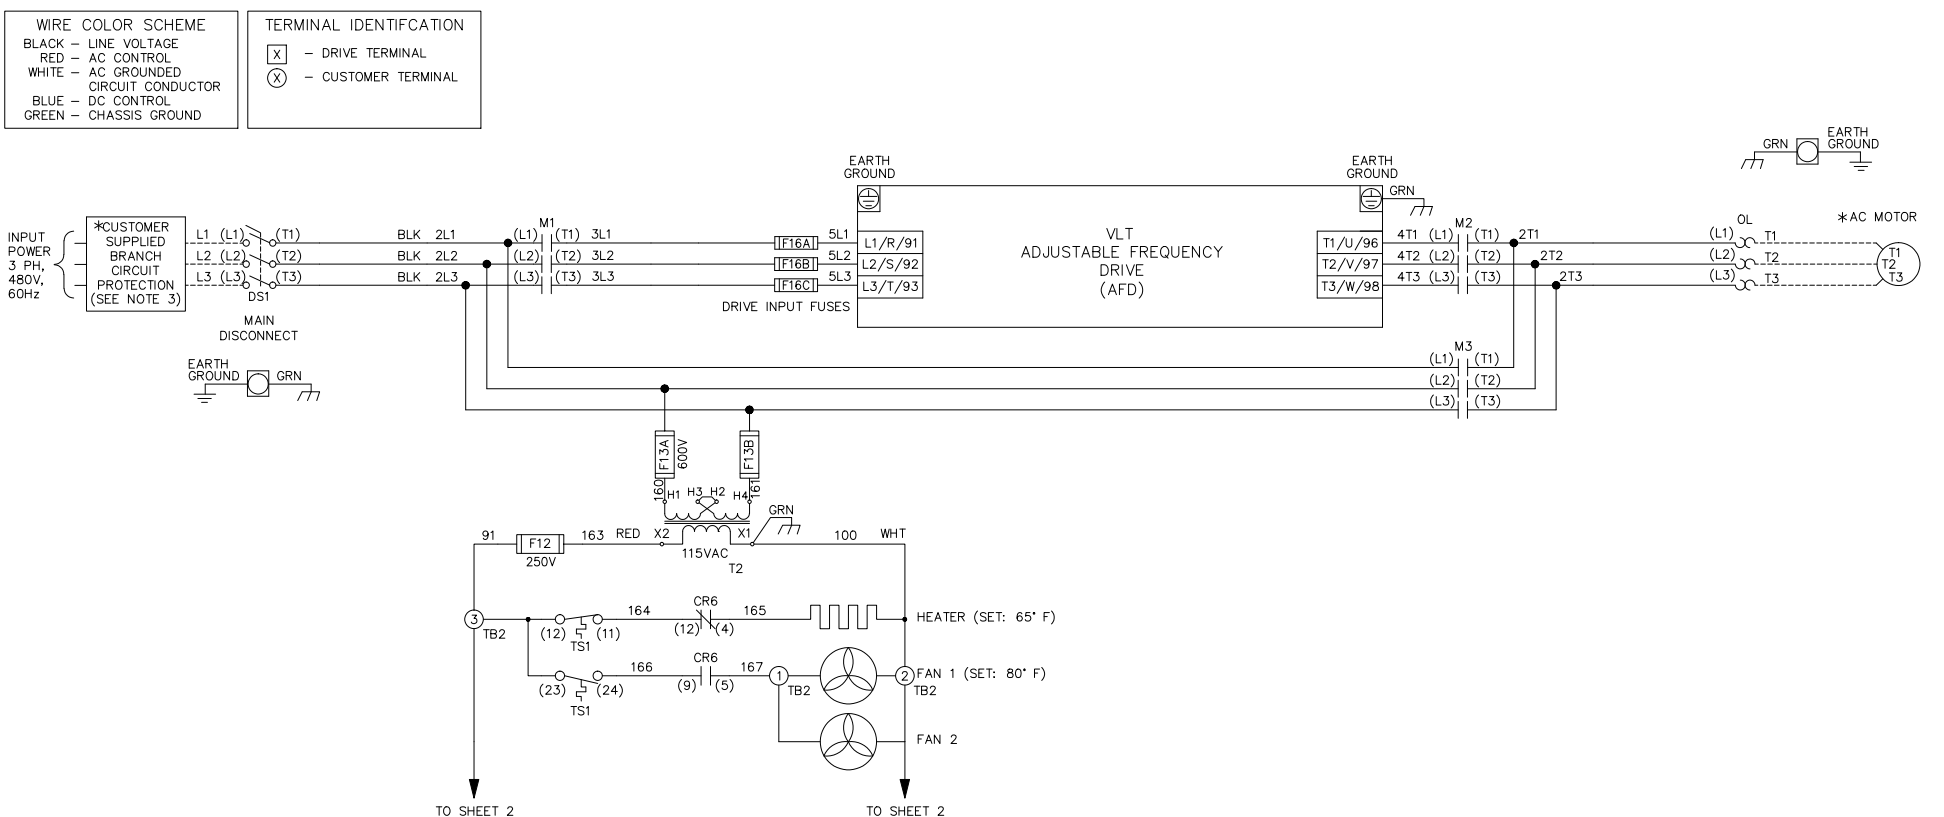 WIRE COLOR SCHEME
BLACK – LINE VOLTAGE
RED – AC CONTROL
WHITE – AC GROUNDED
CIRCUIT CONDUCTOR
BLUE – DC CONTROL
GREEN – CHASSIS GROUND
TERMINAL IDENTIFCATION
X – DRIVE TERMINAL
X – CUSTOMER TERMINAL
INPUT
POWER
3 PH,
480V,
60Hz
*CUSTOMER
SUPPLIED
BRANCH
CIRCUIT
PROTECTION
(SEE NOTE 3)
L1 (L1) (T1) BLK 2L1 (L1) M1 (T1) 3L1 F16A 5L1 L1/R/91
L2 (L2) (T2) BLK 2L2 (L2) (T2) 3L2 F16B 5L2 L2/S/92
L3 (L3) (T3) BLK 2L3 (L3) (T3) 3L3 F16C 5L3 L3/T/93
DS1
MAIN
DISCONNECT
DRIVE INPUT FUSES
EARTH
GROUND
GRN
EARTH
GROUND
VLT
ADJUSTABLE FREQUENCY
DRIVE
(AFD)
EARTH
GROUND
GRN
T1/U/96 4T1 (L1) M2 (T1) 2T1
T2/V/97 4T2 (L2) (T2) 2T2
T3/W/98 4T3 (L3) (T3) 2T3
GRN
EARTH
GROUND
OL
(L1) T1
(L2) T2
(L3) T3
*AC MOTOR
T1
T2
T3
M3
(L1) (T1)
(L2) (T2)
(L3) (T3)
F13A
600V
F13B
160
161
H1 H3 H2 H4
GRN
91 F12 163 RED X2 X1 100 WHT
250V
115VAC
T2
3
TB2
(12) (11)
TS1
164
CR6
(12) (4)
165
HEATER (SET: 65° F)
(23) (24)
TS1
166
CR6
(9) (5)
167
1
TB2
2
TB2
FAN 1 (SET: 80° F)
FAN 2
TO SHEET 2
TO SHEET 2